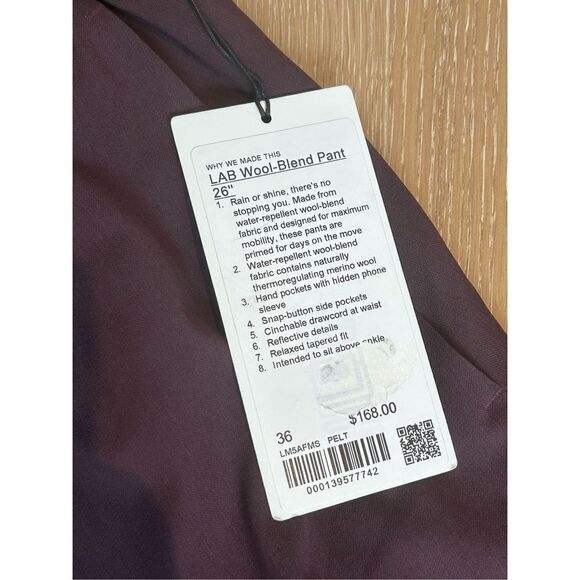 WHY WE MADE THIS
LAB Wool-Blend Pant
26"
1. Rain or shine, there's no
stopping you. Made from
water-repellent wool-blend
fabric and designed for maximum
mobility, these pants are
primed for days on the move
2. Water-repellent wool-blend
fabric contains naturally
thermoregulating merino wool
3. Hand pockets with hidden phone
sleeve
4. Snap-button side pockets
5. Cinchable drawcord at waist
6. Reflective details
7. Relaxed tapered fit
8. Intended to sit above ankle
36
$168.00
LM5AFMS PELT
000139577742